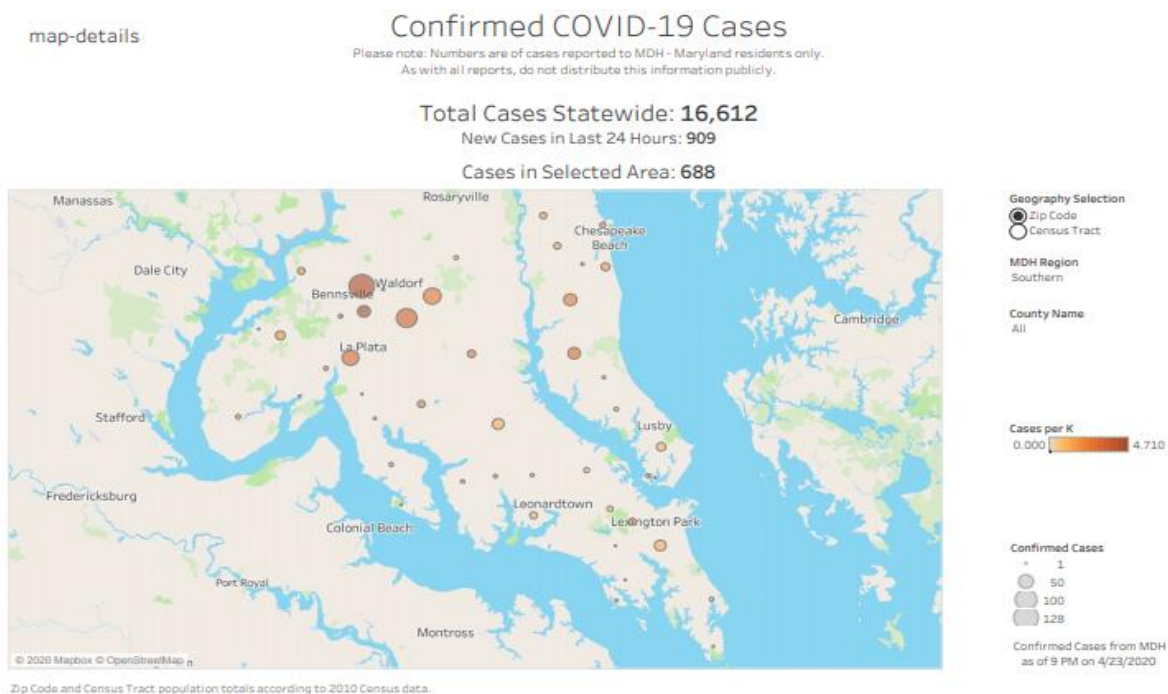 map-details
Confirmed COVID-19 Cases
Please note: Numbers are of cases reported to MDH - Maryland residents only.
As with all reports, do not distribute this information publicly.
Total Cases Statewide: 16,612
New Cases in Last 24 Hours: 909
Cases in Selected Area: 688
Manassas
Rosaryville
Chesapeake
Beach
Dale City
Waldorf
Bennsville
Cambridge
La Plata
Stafford
Lusby
Fredericksburg
Leonardtown
Colonial Beach
Lexington Park
Port Royal
Montross
© 2020 Mapbox © OpenStreetMap
Geography Selection
Zip Code
Census Tract
MDH Region
Southern
County Name
All
Cases per K
0.000 4.710
Confirmed Cases
1
50
100
128
Confirmed Cases from MDH
as of 9 PM on 4/23/2020
Zip Code and Census Tract population totals according to 2010 Census data.